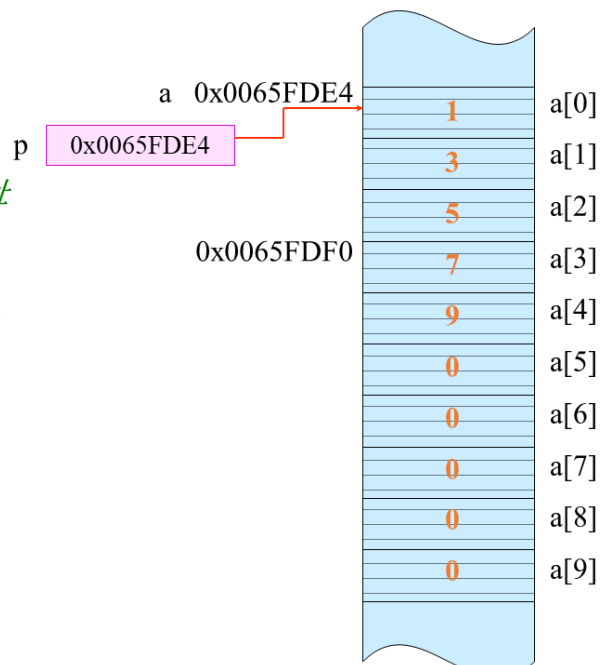 a 0x0065FDE4
1 a[0]
p 0x0065FDE4
3 a[1]
址
5 a[2]
0x0065FDF0 7 a[3]
9 a[4]
0 a[5]
0 a[6]
0 a[7]
0 a[8]
0 a[9]